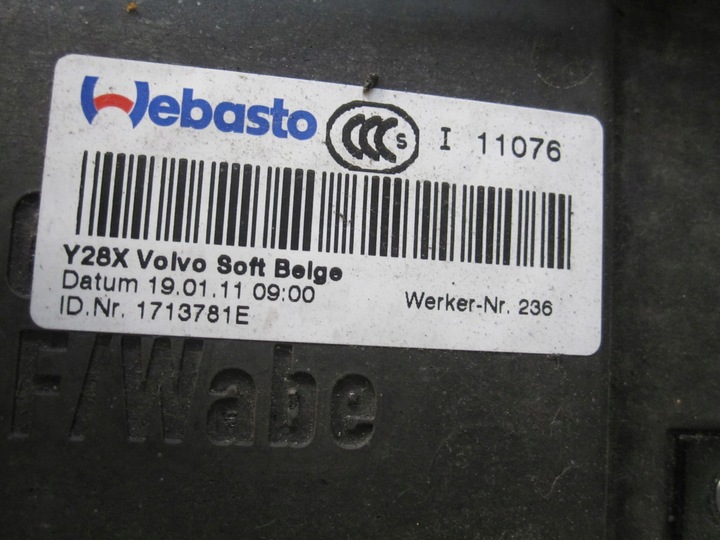 Webasto CCC S I 11076
Y28X Volvo Soft Beige
Datum 19.01.11 09:00 Werker-Nr. 236
ID.Nr. 1713781E
F/Wabe